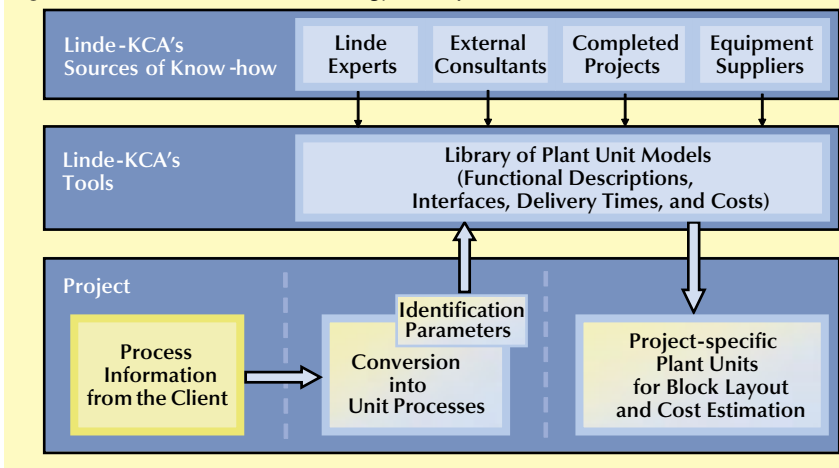 Linde-KCA's
Sources of Know-how
Linde
Experts
External
Consultants
Completed
Projects
Equipment
Suppliers
Linde-KCA's
Tools
Library of Plant Unit Models
(Functional Descriptions,
Interfaces, Delivery Times, and Costs)
Project
Process
Information
from the Client
Identification
Parameters
Conversion
into
Unit Processes
Project-specific
Plant Units
for Block Layout
and Cost Estimation